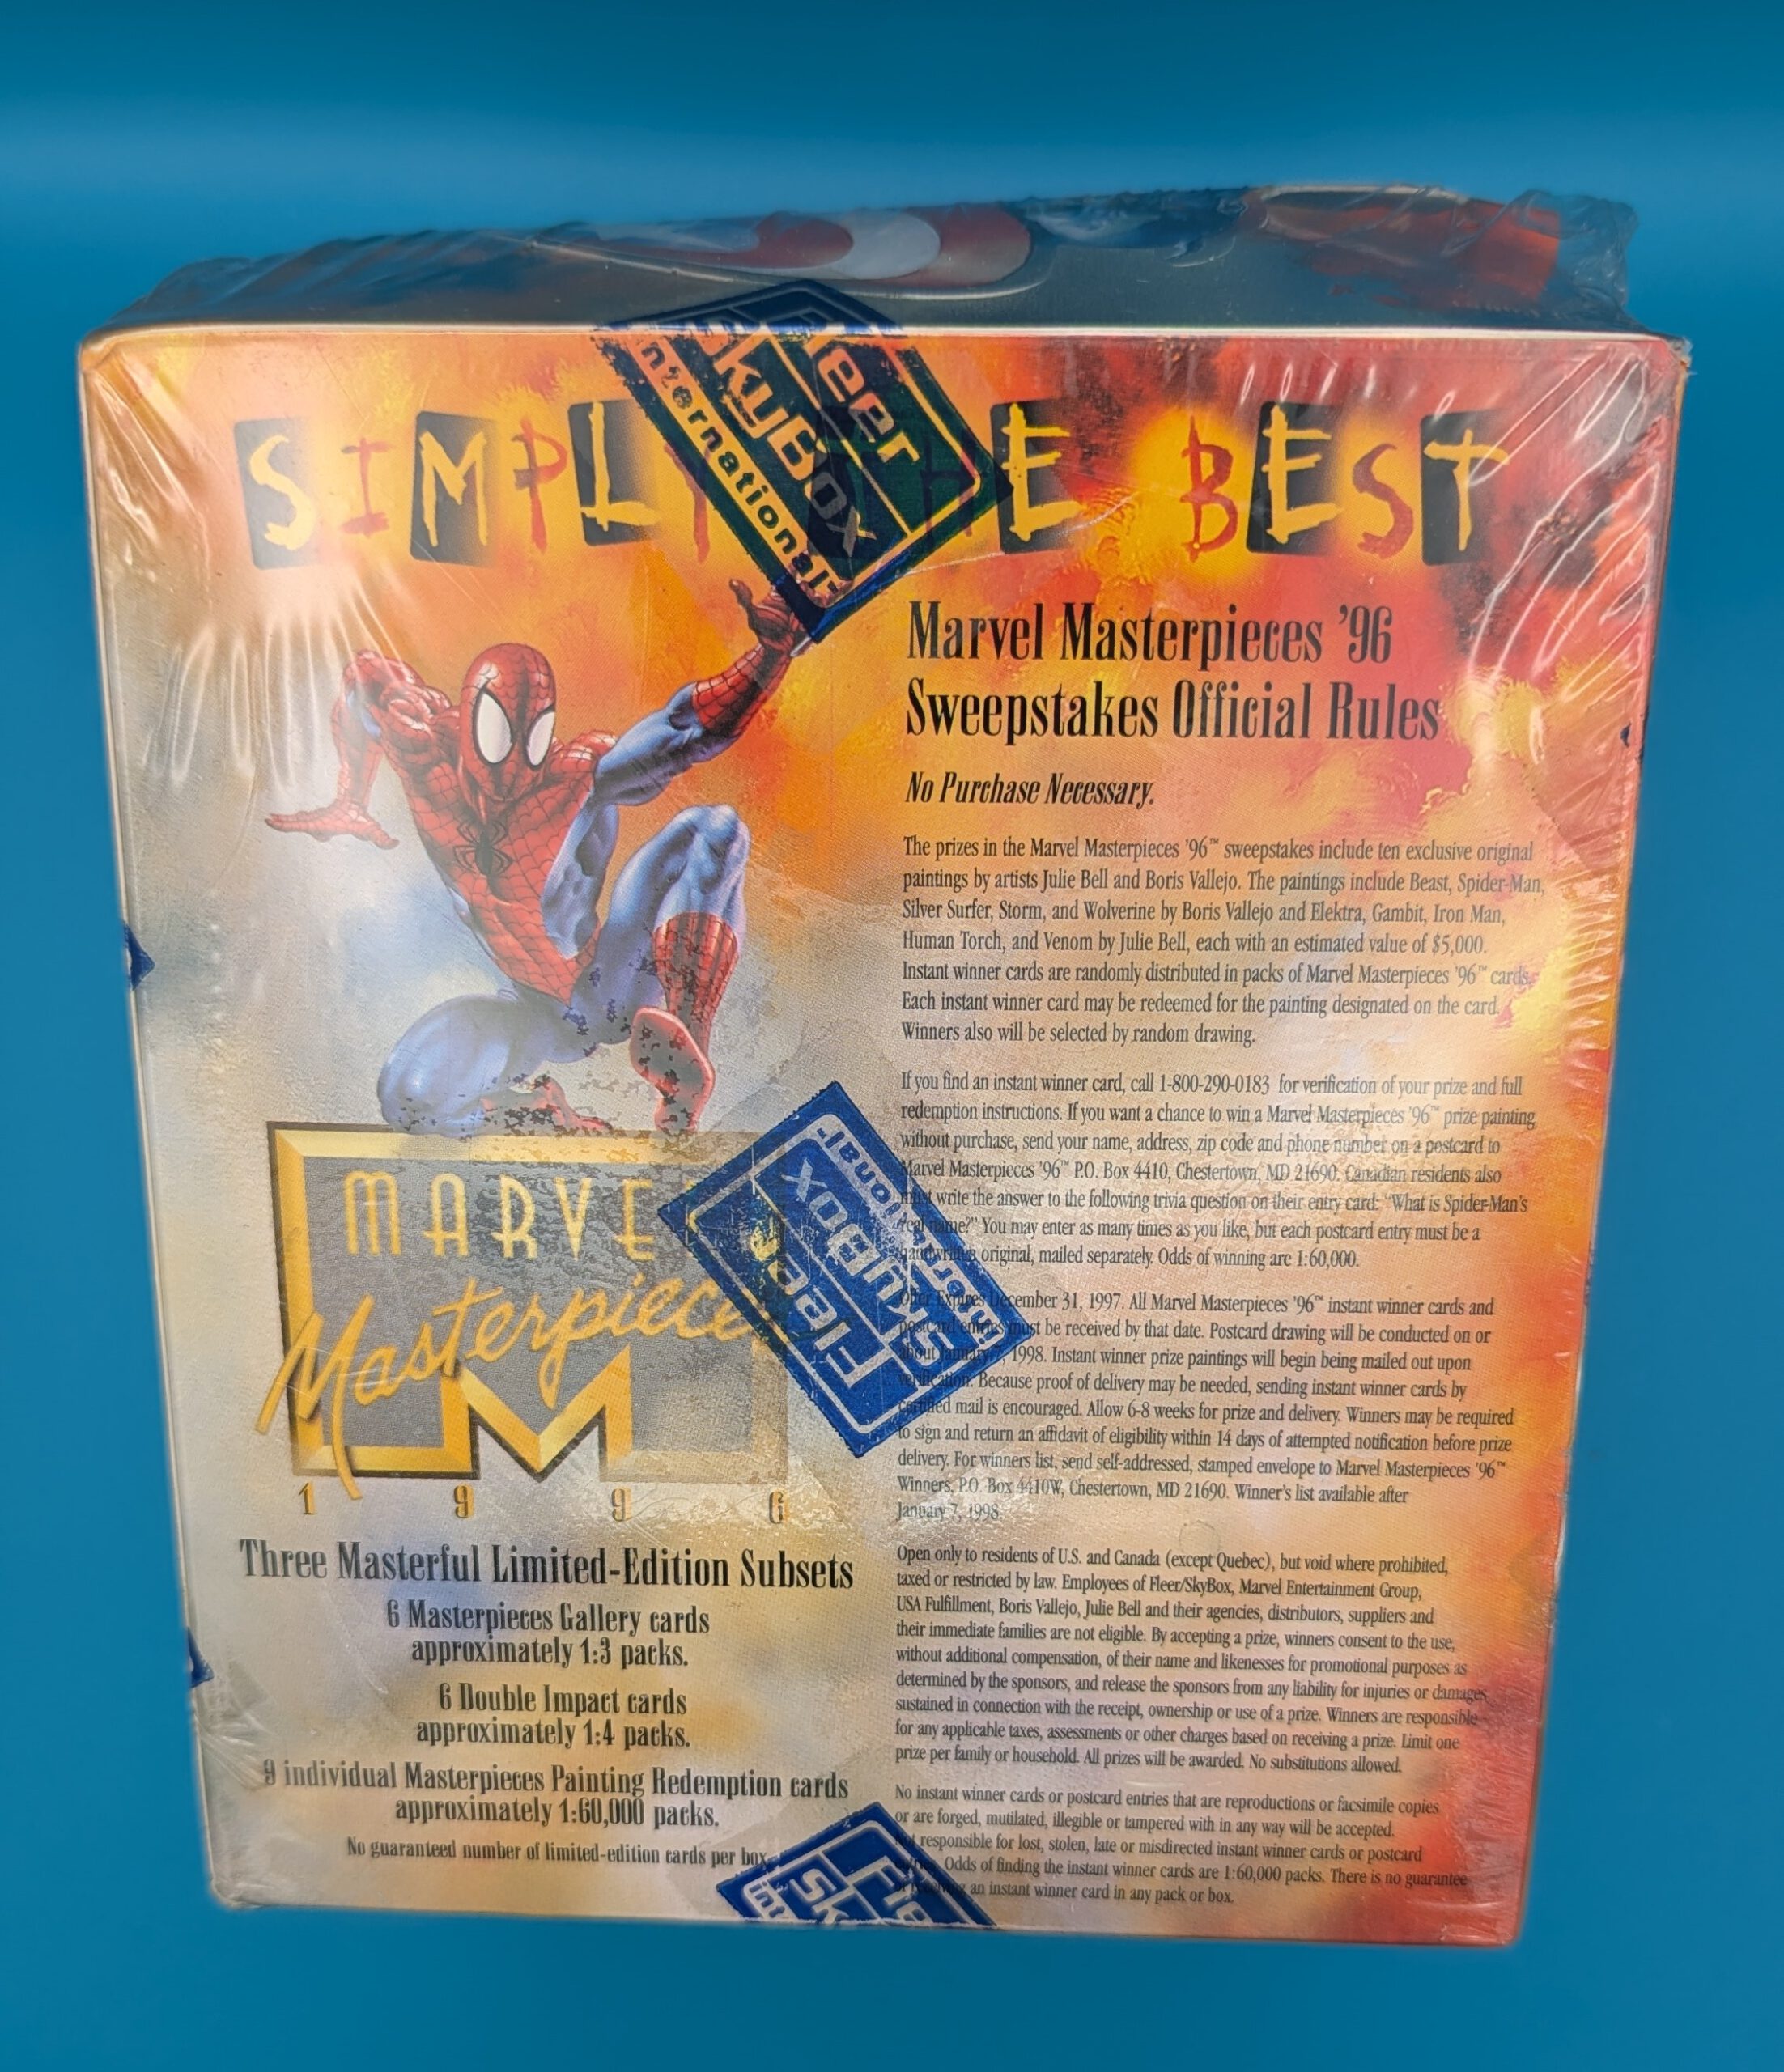 SIMPLY THE BEST
Fleer
SKYBOX
International™
Marvel Masterpieces '96
Sweepstakes Official Rules
No Purchase Necessary.
The prizes in the Marvel Masterpieces '96™ sweepstakes include ten exclusive original
paintings by artists Julie Bell and Boris Vallejo. The paintings include Beast, Spider-Man,
Silver Surfer, Storm, and Wolverine by Boris Vallejo and Elektra, Gambit, Iron Man,
Human Torch, and Venom by Julie Bell, each with an estimated value of $5,000.
Instant winner cards are randomly distributed in packs of Marvel Masterpieces '96™ cards.
Each instant winner card may be redeemed for the painting designated on the card.
Winners also will be selected by random drawing.
If you find an instant winner card, call 1-800-290-0183 for verification of your prize and full
redemption instructions. If you want a chance to win a Marvel Masterpieces '96™ prize painting
without purchase, send your name, address, zip code and phone number on a postcard to
Marvel Masterpieces '96™ P.O. Box 4410, Chestertown, MD 21690. Canadian residents also
must write the answer to the following trivia question on their entry card: "What is Spider-Man's
real name?" You may enter as many times as you like, but each postcard entry must be a
handwritten original, mailed separately. Odds of winning are 1:60,000.
Offer Expires December 31, 1997. All Marvel Masterpieces '96™ instant winner cards and
postcard entries must be received by that date. Postcard drawing will be conducted on or
about January 7, 1998. Instant winner prize paintings will begin being mailed out upon
verification. Because proof of delivery may be needed, sending instant winner cards by
certified mail is encouraged. Allow 6-8 weeks for prize and delivery. Winners may be required
to sign and return an affidavit of eligibility within 14 days of attempted notification before prize
delivery. For winners list, send self-addressed, stamped envelope to Marvel Masterpieces '96™
Winners, P.O. Box 4410W, Chestertown, MD 21690. Winner's list available after
January 7, 1998.
Open only to residents of U.S. and Canada (except Quebec), but void where prohibited,
taxed or restricted by law. Employees of Fleer/SkyBox, Marvel Entertainment Group,
USA Fulfillment, Boris Vallejo, Julie Bell and their agencies, distributors, suppliers and
their immediate families are not eligible. By accepting a prize, winners consent to the use,
without additional compensation, of their name and likenesses for promotional purposes as
determined by the sponsors, and release the sponsors from any liability for injuries or damages
sustained in connection with the receipt, ownership or use of a prize. Winners are responsible
for any applicable taxes, assessments or other charges based on receiving a prize. Limit one
prize per family or household. All prizes will be awarded. No substitutions allowed.
No instant winner cards or postcard entries that are reproductions or facsimile copies
or are forged, mutilated, illegible or tampered with in any way will be accepted.
Not responsible for lost, stolen, late or misdirected instant winner cards or postcard
Odds of finding the instant winner cards are 1:60,000 packs. There is no guarantee
of receiving an instant winner card in any pack or box.
MARVEL
Masterpieces
1996
Fleer
SKYBOX
International™
Three Masterful Limited-Edition Subsets
6 Masterpieces Gallery cards
approximately 1:3 packs.
6 Double Impact cards
approximately 1:4 packs.
9 individual Masterpieces Painting Redemption cards
approximately 1:60,000 packs.
No guaranteed number of limited-edition cards per box.